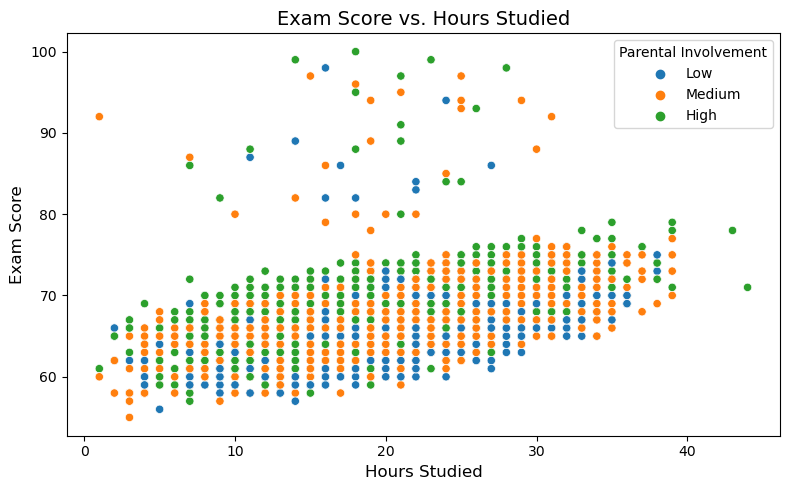 Exam Score vs. Hours Studied
Parental Involvement
Low
Medium
High
Exam Score
100
90
80
70
60
0 10 20 30 40
Hours Studied